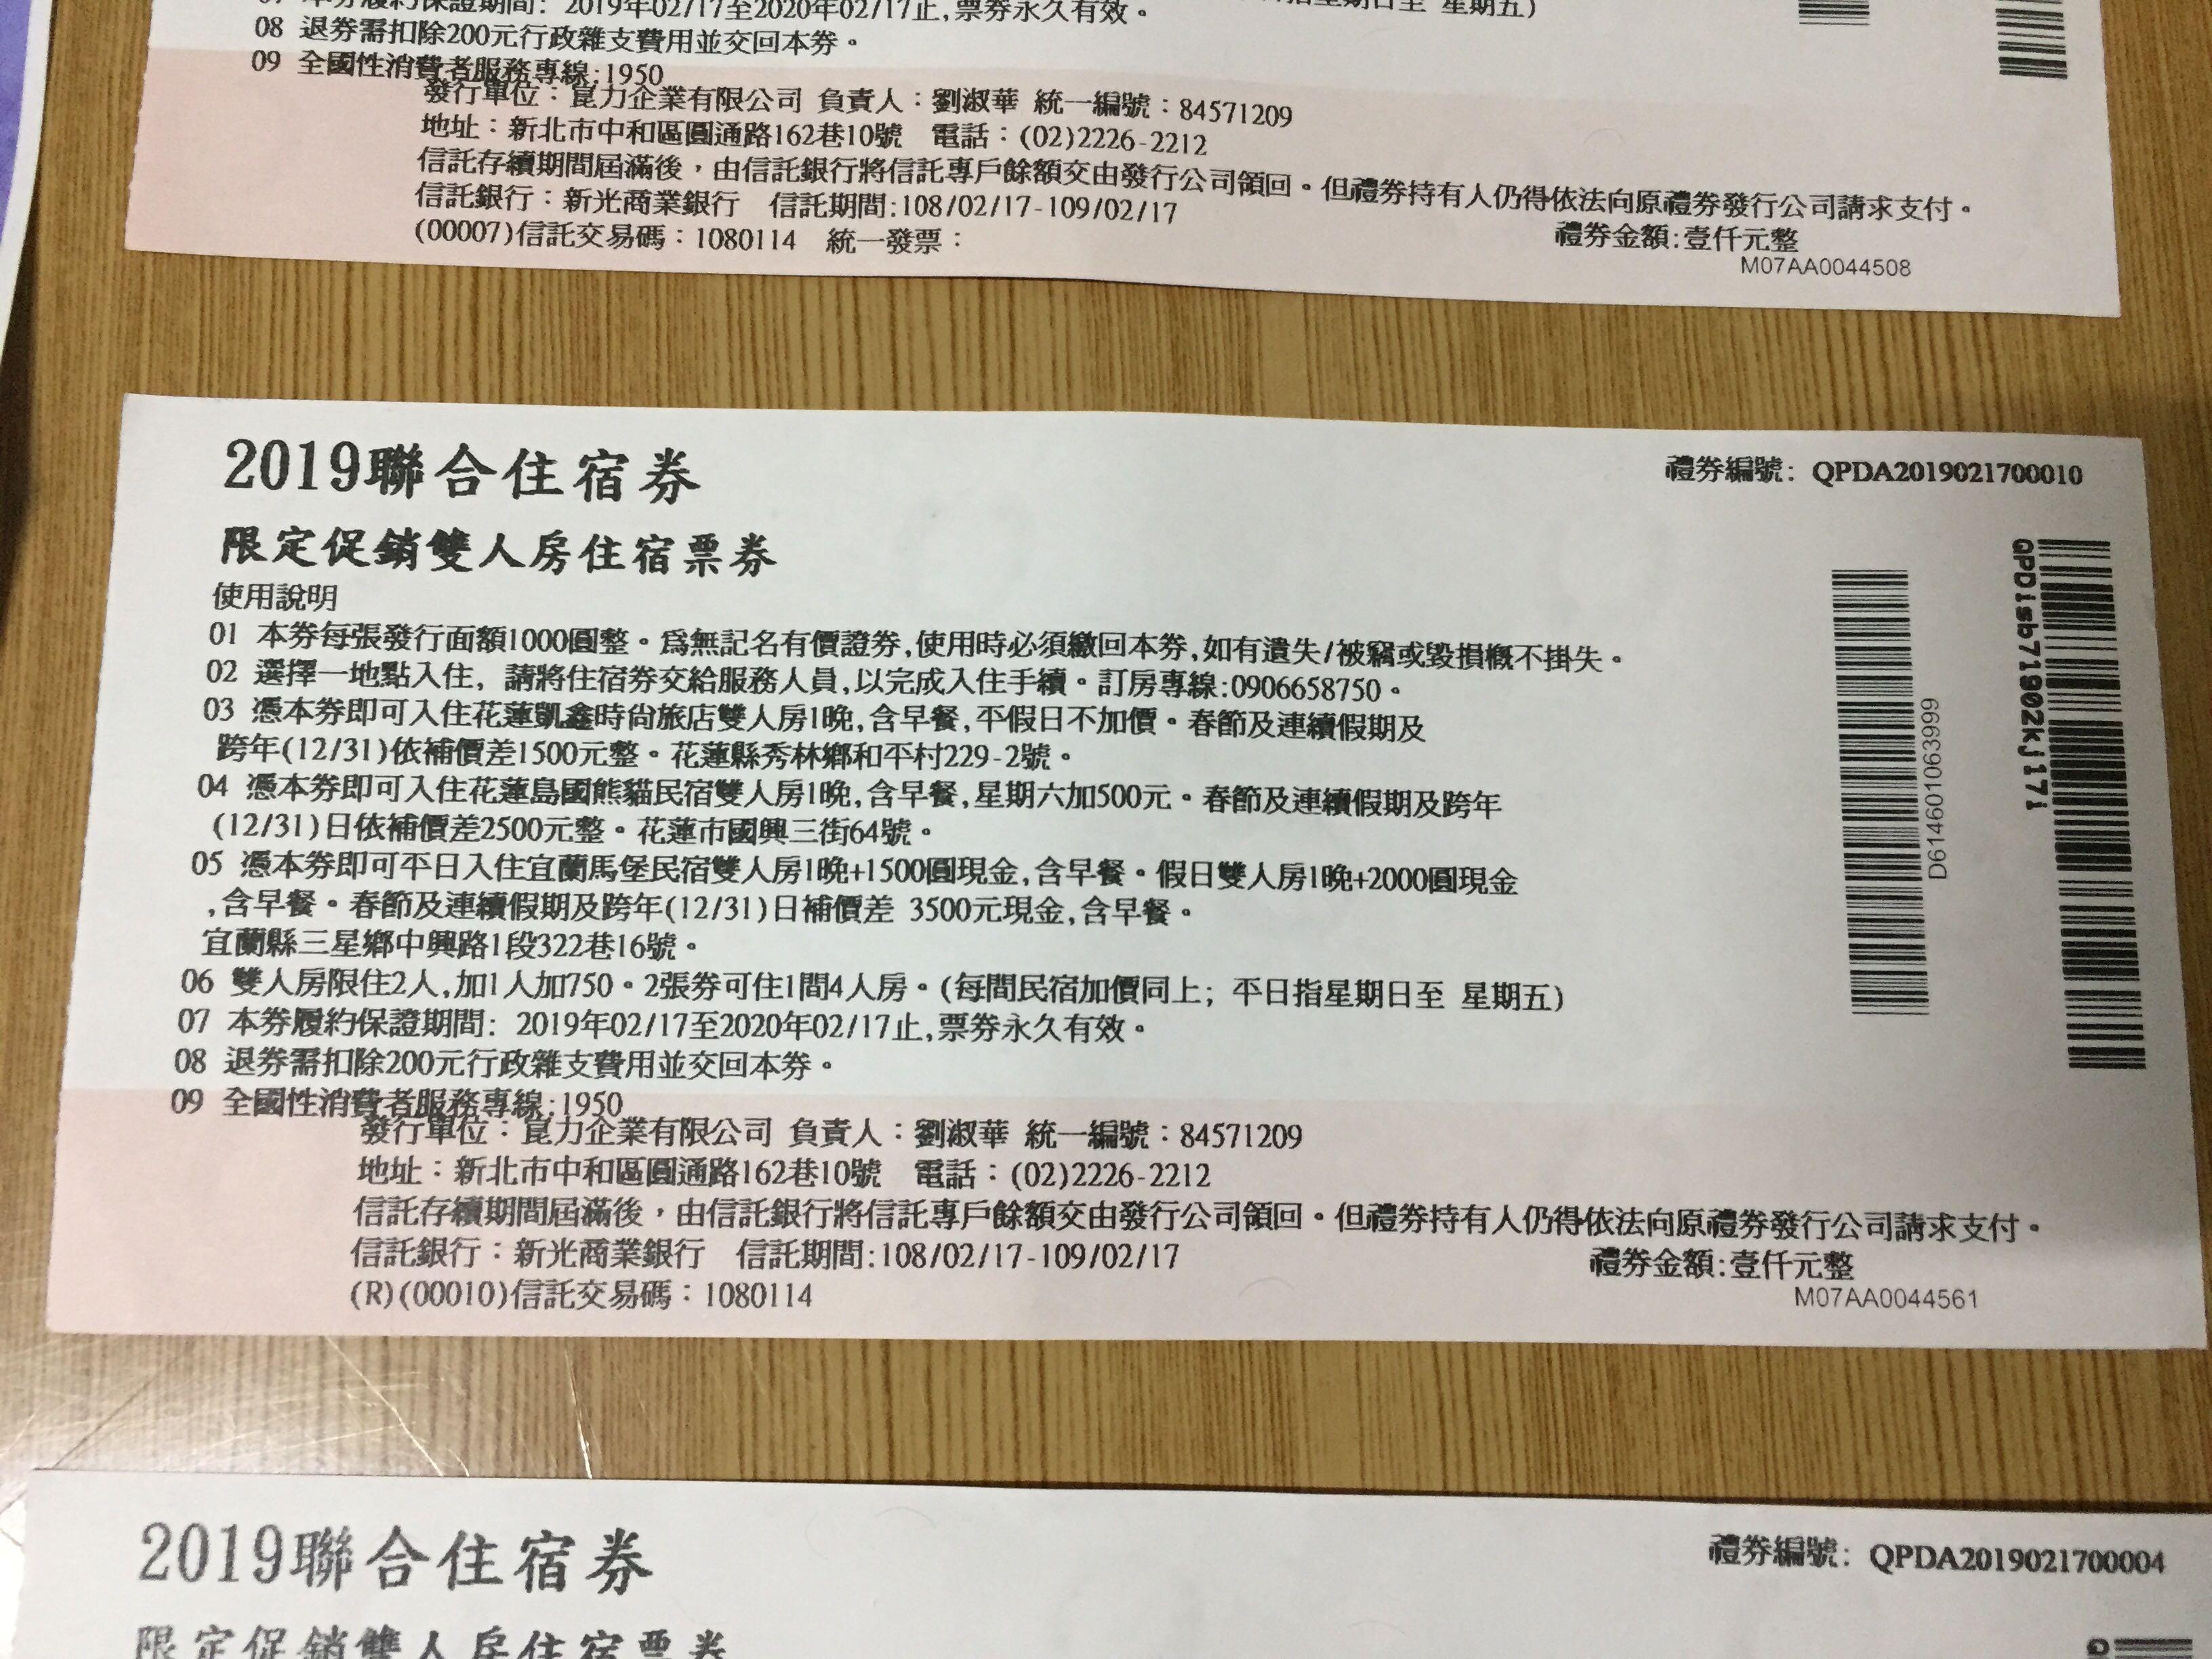 2019年02/17至2020年02/17止,票券永久有效。
08 退券需扣除200元行政雜支費用並交回本券。
09 全國性消費者服務專線:1950
發行單位：崑力企業有限公司 負責人：劉淑華 統一編號：84571209
地址：新北市中和區圓通路162巷10號 電話：(02)2226-2212
信託存續期間屆滿後，由信託銀行將信託專戶餘額交由發行公司領回。但禮券持有人仍得依法向原禮券發行公司請求支付。
信託銀行：新光商業銀行 信託期間:108/02/17-109/02/17
(00007)信託交易碼：1080114 統一發票：
禮券金額:壹仟元整
M07AA0044508
2019聯合住宿券
禮券編號: QPDA2019021700010
限定促銷雙人房住宿票券
使用說明
01 本券每張發行面額1000圓整。為無記名有價證券,使用時必須繳回本券,如有遺失/被竊或毀損概不掛失。
02 選擇一地點入住, 請將住宿券交給服務人員,以完成入住手續。訂房專線:0906658750。
03 憑本券即可入住花蓮凱鑫時尚旅店雙人房1晚,含早餐,平假日不加價。春節及連續假期及
跨年(12/31)依補價差1500元整。花蓮縣秀林鄉和平村229-2號。
04 憑本券即可入住花蓮島國熊貓民宿雙人房1晚,含早餐,星期六加500元。春節及連續假期及跨年
(12/31)日依補價差2500元整。花蓮市國興三街64號。
05 憑本券即可平日入住宜蘭馬堡民宿雙人房1晚+1500圓現金,含早餐。假日雙人房1晚+2000圓現金
,含早餐。春節及連續假期及跨年(12/31)日補價差 3500元現金,含早餐。
宜蘭縣三星鄉中興路1段322巷16號。
06 雙人房限住2人,加1人加750。2張券可住1間4人房。(每間民宿加價同上; 平日指星期日至 星期五)
07 本券履約保證期間: 2019年02/17至2020年02/17止,票券永久有效。
08 退券需扣除200元行政雜支費用並交回本券。
09 全國性消費者服務專線:1950
發行單位：崑力企業有限公司 負責人：劉淑華 統一編號：84571209
地址：新北市中和區圓通路162巷10號 電話：(02)2226-2212
信託存續期間屆滿後，由信託銀行將信託專戶餘額交由發行公司領回。但禮券持有人仍得依法向原禮券發行公司請求支付。
信託銀行：新光商業銀行 信託期間:108/02/17-109/02/17
禮券金額:壹仟元整
(R)(00010)信託交易碼：1080114
M07AA0044561
D61460106399​9
QPDisb71902kj17i
2019聯合住宿券
禮券編號: QPDA2019021700004
限定促銷雙人房住宿票券